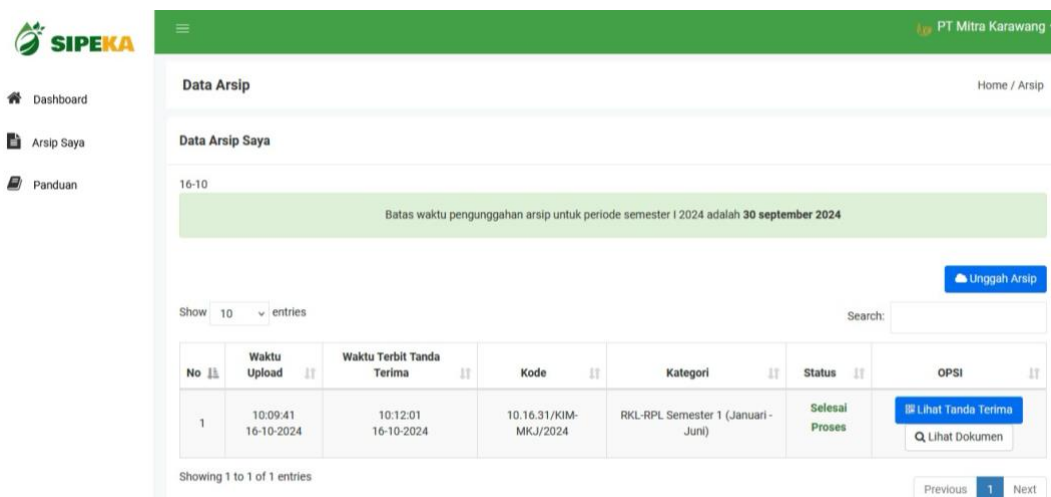 SIPEKA
PT Mitra Karawang
Dashboard
Arsip Saya
Panduan
Data Arsip
Home / Arsip
Data Arsip Saya
16-10
Batas waktu pengunggahan arsip untuk periode semester I 2024 adalah 30 september 2024
Unggah Arsip
Show 10 entries
Search:
No
Waktu
Upload
Waktu Terbit Tanda
Terima
Kode
Kategori
Status
OPSI
1
10:09:41
16-10-2024
10:12:01
16-10-2024
10.16.31/KIM-
MKJ/2024
RKL-RPL Semester 1 (Januari -
Juni)
Selesai
Proses
Lihat Tanda Terima
Lihat Dokumen
Showing 1 to 1 of 1 entries
Previous 1 Next